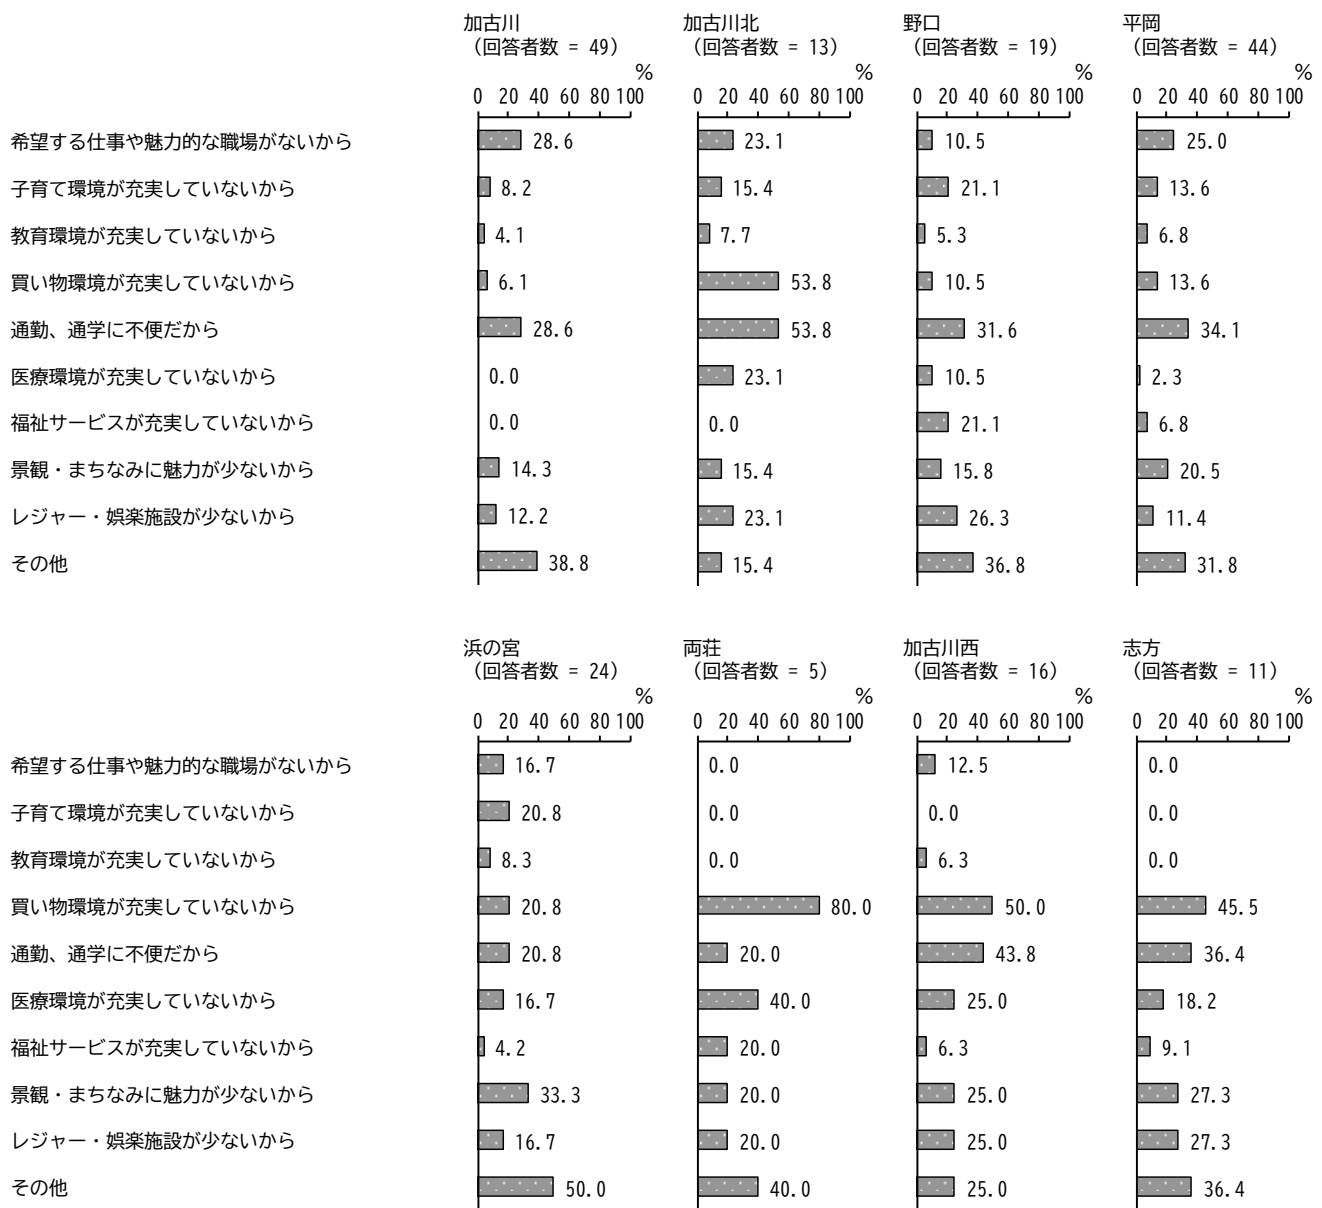 加古川 加古川北 野口 平岡
（回答者数 = 49） （回答者数 = 13） （回答者数 = 19） （回答者数 = 44）
% % % %
0 20 40 60 80 100 0 20 40 60 80 100 0 20 40 60 80 100 0 20 40 60 80 100
希望する仕事や魅力的な職場がないから 28.6 23.1 10.5 25.0
子育て環境が充実していないから 8.2 15.4 21.1 13.6
教育環境が充実していないから 4.1 7.7 5.3 6.8
買い物環境が充実していないから 6.1 53.8 10.5 13.6
通勤、通学に不便だから 28.6 53.8 31.6 34.1
医療環境が充実していないから 0.0 23.1 10.5 2.3
福祉サービスが充実していないから 0.0 0.0 21.1 6.8
景観・まちなみに魅力が少ないから 14.3 15.4 15.8 20.5
レジャー・娯楽施設が少ないから 12.2 23.1 26.3 11.4
その他 38.8 15.4 36.8 31.8
浜の宮 両荘 加古川西 志方
（回答者数 = 24） （回答者数 = 5） （回答者数 = 16） （回答者数 = 11）
% % % %
0 20 40 60 80 100 0 20 40 60 80 100 0 20 40 60 80 100 0 20 40 60 80 100
希望する仕事や魅力的な職場がないから 16.7 0.0 12.5 0.0
子育て環境が充実していないから 20.8 0.0 0.0 0.0
教育環境が充実していないから 8.3 0.0 6.3 0.0
買い物環境が充実していないから 20.8 80.0 50.0 45.5
通勤、通学に不便だから 20.8 20.0 43.8 36.4
医療環境が充実していないから 16.7 40.0 25.0 18.2
福祉サービスが充実していないから 4.2 20.0 6.3 9.1
景観・まちなみに魅力が少ないから 33.3 20.0 25.0 27.3
レジャー・娯楽施設が少ないから 16.7 20.0 25.0 27.3
その他 50.0 40.0 25.0 36.4